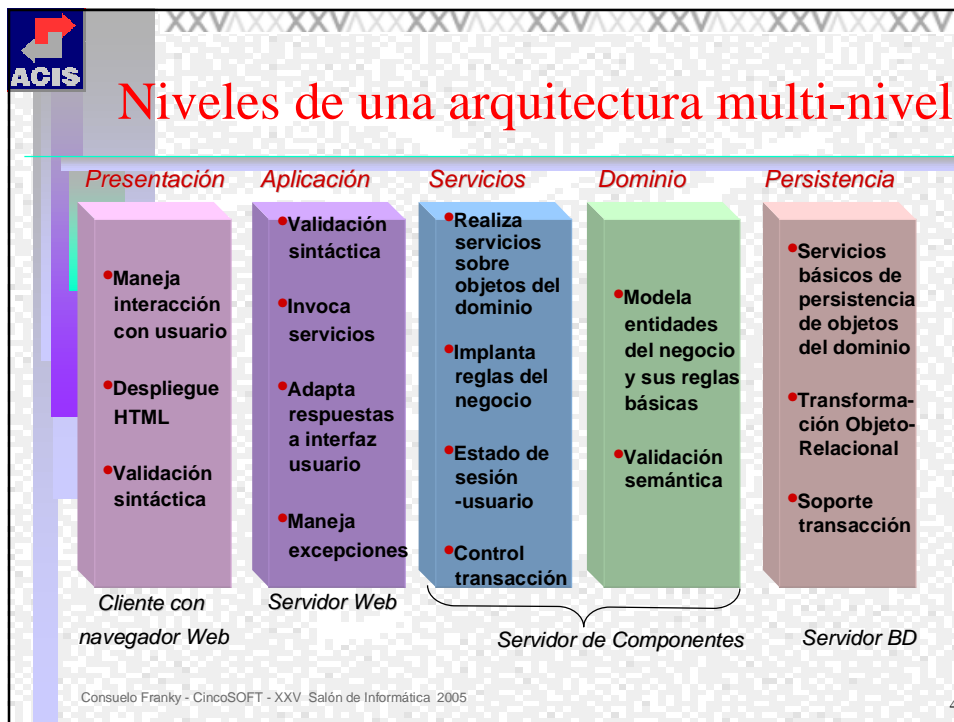 XXV XXV XXV XXV XXV XXV XXV
ACIS
Niveles de una arquitectura multi-nivel
Presentación
•Maneja
interacción
con usuario
•Despliegue
HTML
•Validación
sintáctica
Cliente con
navegador Web
Aplicación
•Validación
sintáctica
•Invoca
servicios
•Adapta
respuestas
a interfaz
usuario
•Maneja
excepciones
Servidor Web
Servicios
•Realiza
servicios
sobre
objetos del
dominio
•Implanta
reglas del
negocio
•Estado de
sesión
-usuario
•Control
transacción
Dominio
•Modela
entidades
del negocio
y sus reglas
básicas
•Validación
semántica
Servidor de Componentes
Persistencia
•Servicios
básicos de
persistencia
de objetos
del dominio
•Transforma-
ción Objeto-
Relacional
•Soporte
transacción
Servidor BD
Consuelo Franky - CincoSOFT - XXV Salón de Informática 2005
4